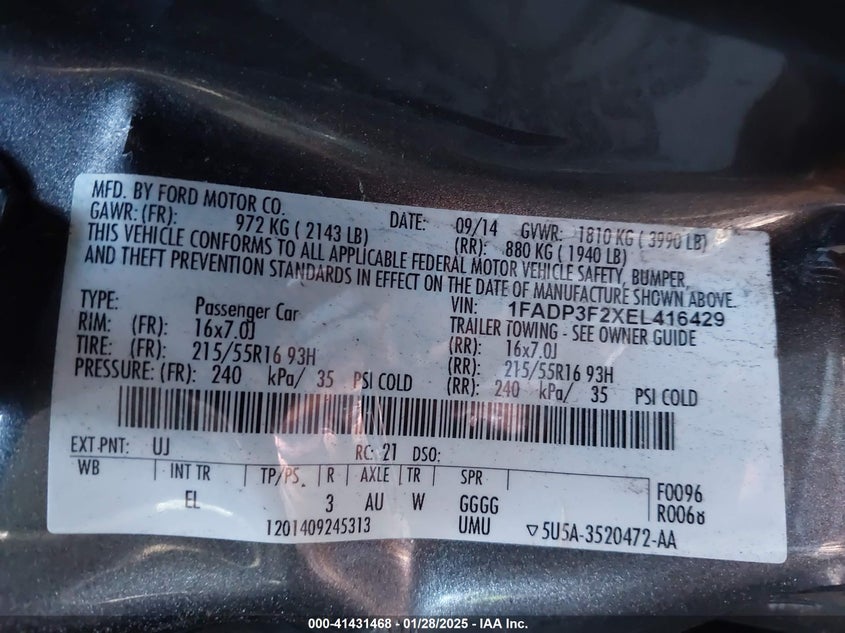 MFD. BY FORD MOTOR CO. DATE: 09/14 GVWR: 1810 KG ( 3990 LB)
GAWR: (FR): 972 KG ( 2143 LB) (RR): 880 KG ( 1940 LB)
THIS VEHICLE CONFORMS TO ALL APPLICABLE FEDERAL MOTOR VEHICLE SAFETY, BUMPER,
AND THEFT PREVENTION STANDARDS IN EFFECT ON THE DATE OF MANUFACTURE SHOWN ABOVE.
VIN: 1FADP3F2XEL416429
TYPE: Passenger Car TRAILER TOWING - SEE OWNER GUIDE
RIM: (FR): 16x7.0J (RR): 16x7.0J
TIRE: (FR): 215/55R16 93H (RR): 215/55R16 93H
PRESSURE: (FR): 240 kPa/ 35 PSI COLD (RR): 240 kPa/ 35 PSI COLD
EXT PNT: UJ RC: 21 DSO:
WB INT TR TP/PS R AXLE TR SPR F0096
EL 3 AU W GGGG R0068
1201409245313 UMU ▽5U5A-3520472-AA
000-41431468 - 01/28/2025 - IAA Inc.